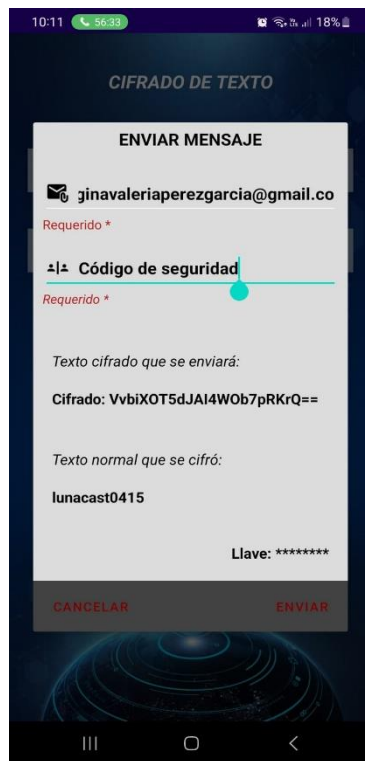 10:11 56:33 18%
CIFRADO DE TEXTO
ENVIAR MENSAJE
ginavaleriaperezgarcia@gmail.co
Requerido *
Código de seguridad
Requerido *
Texto cifrado que se enviará:
Cifrado: VvbiXOT5dJAI4WOb7pRKrQ==
Texto normal que se cifró:
lunacast0415
Llave: ********
CANCELAR ENVIAR